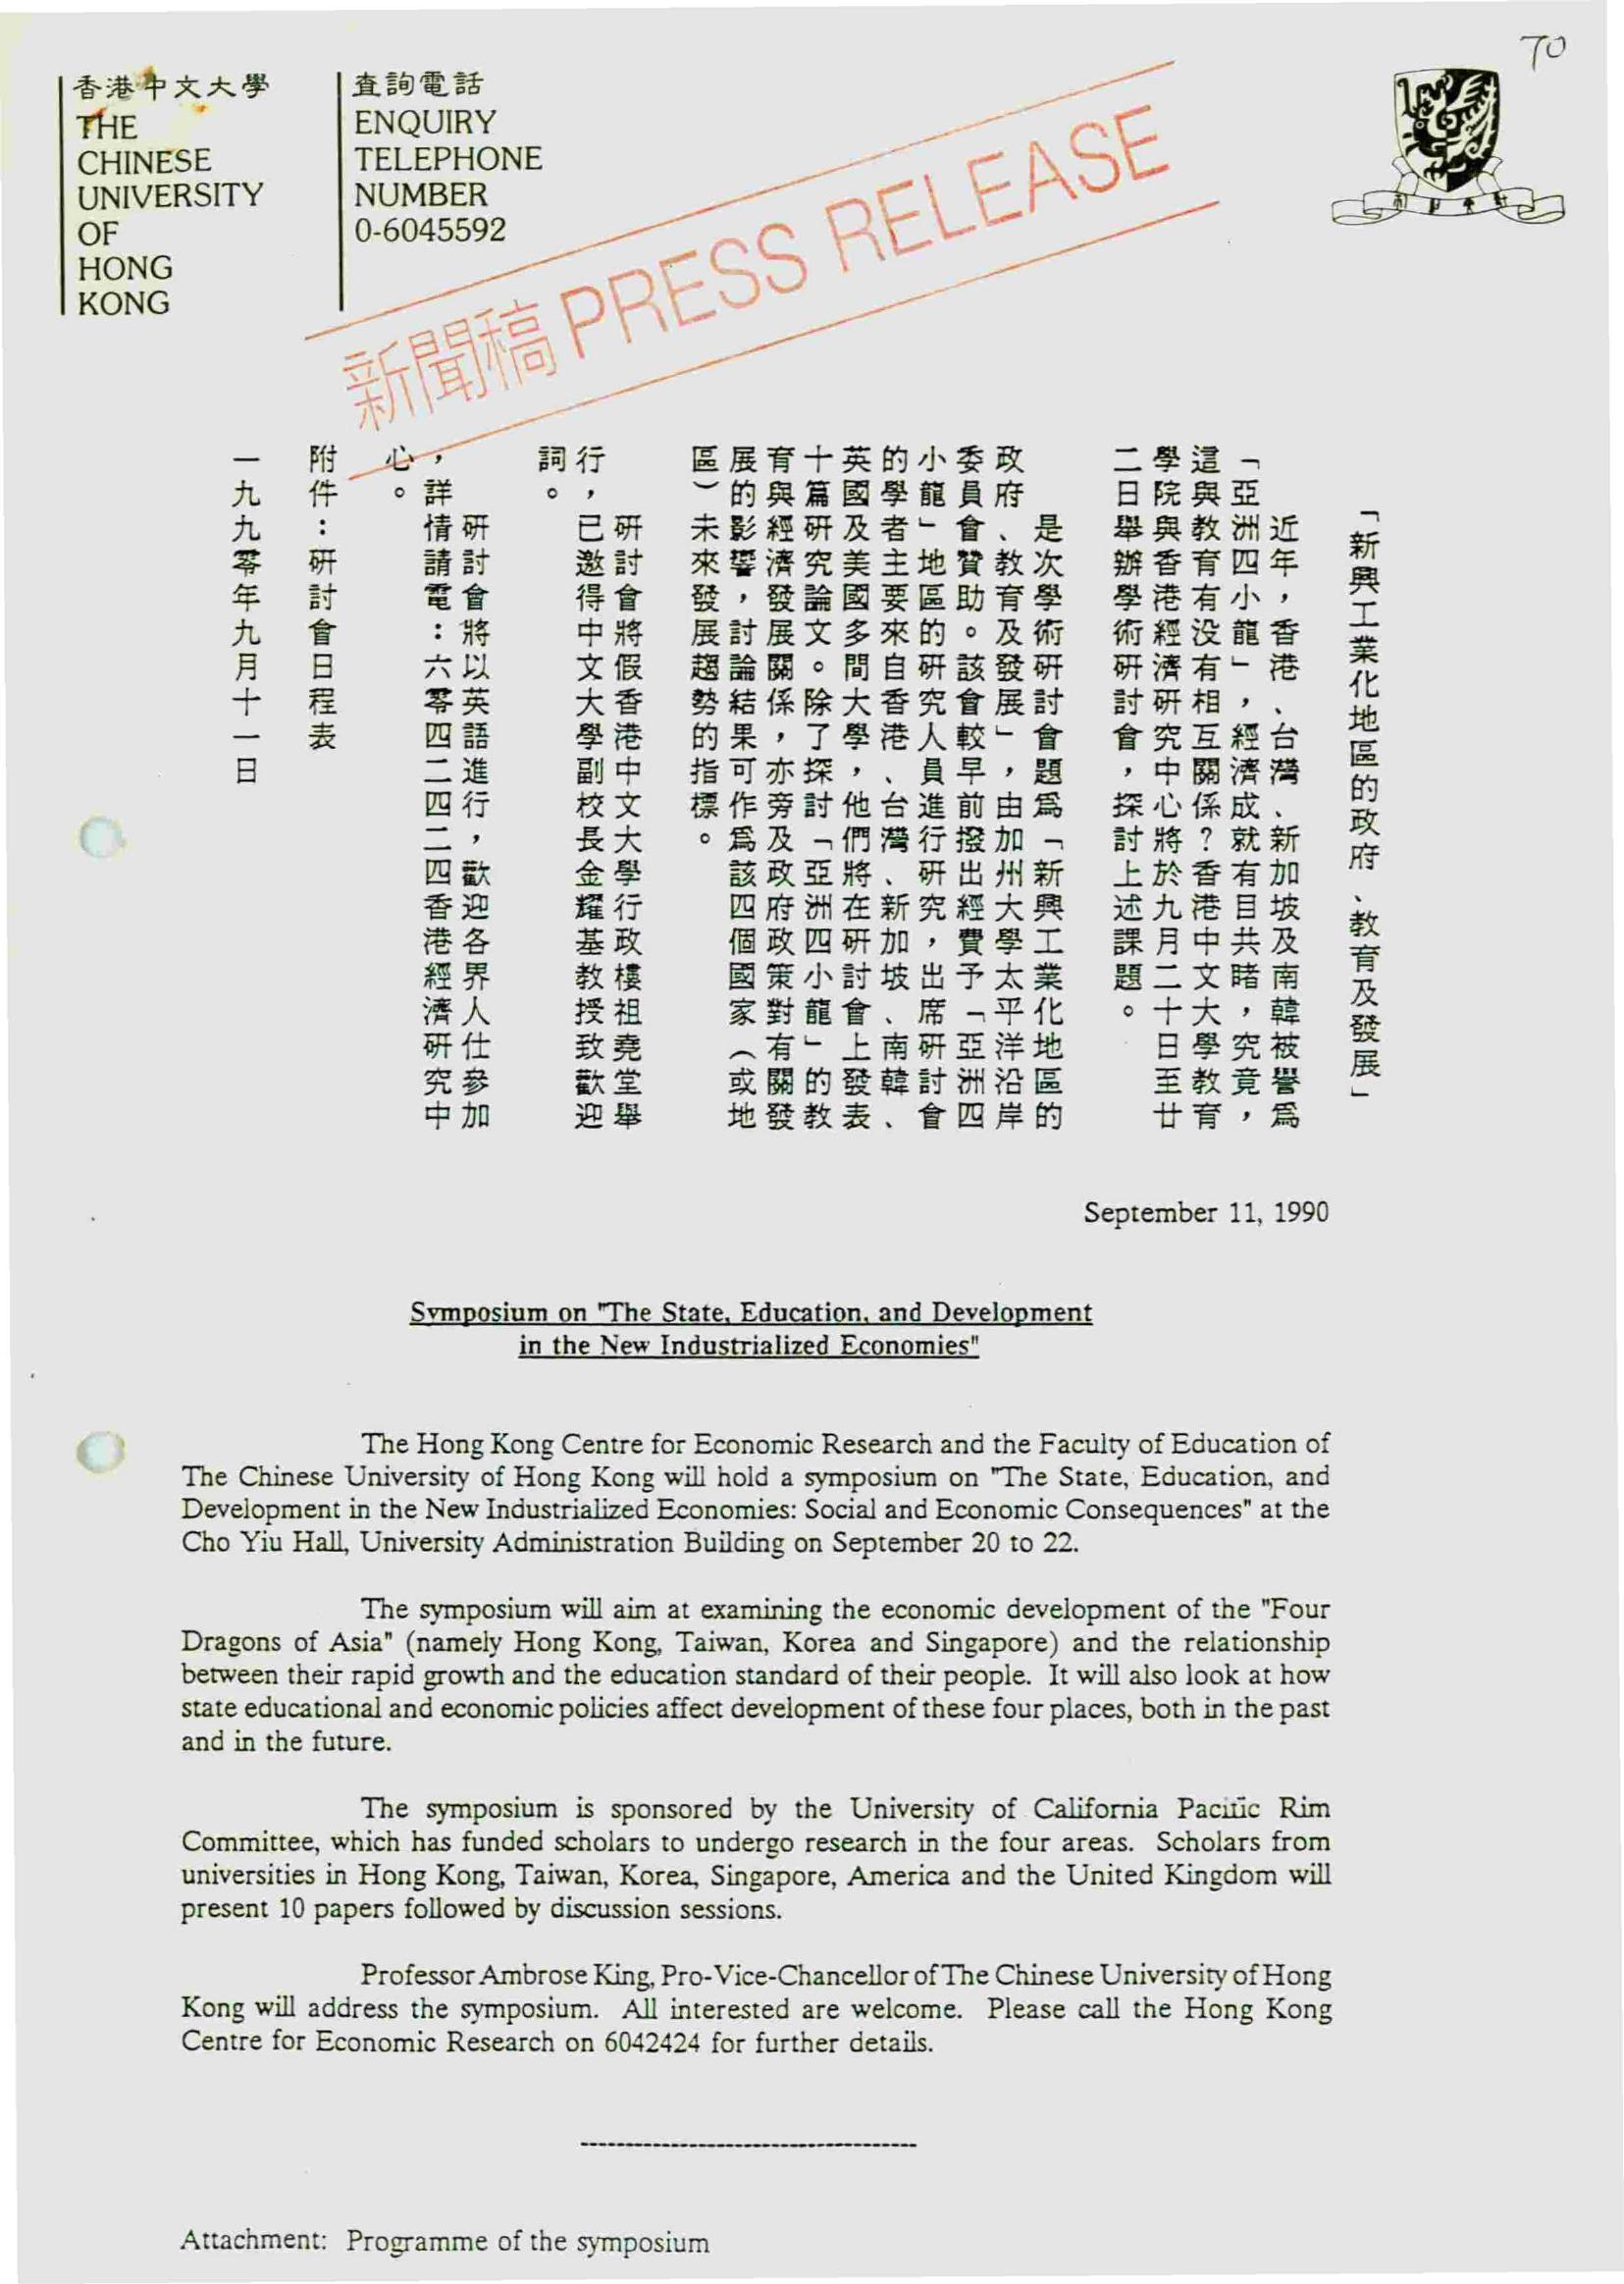 70
香港中文大學
THE
CHINESE
UNIVERSITY
OF
HONG
KONG
查詢電話
ENQUIRY
TELEPHONE
NUMBER
0-6045592
新聞稿 PRESS RELEASE
「新興工業化地區的政府、教育及發展」
近年，香港、台灣、新加坡及南韓被譽爲
「亞洲四小龍」，經濟成就有目共睹，究竟，
這與教育有没有相互關係？香港中文大學教育
學院與香港經濟研究中心將於九月二十日至廿
二日舉辦學術研討會，探討上述課題。
是次學術研討會題爲「新興工業化地區的
政府、教育及發展」，由加州大學太平洋沿岸
委員會贊助。該會較早前撥出經費予「亞洲四
小龍」地區的研究人員進行研究，出席研討會
的學者主要來自香港、台灣、新加坡、南韓、
英國及美國多間大學，他們將在研討會上發表
十篇研究論文。除了探討「亞洲四小龍」的教
育與經濟發展關係，亦旁及政府政策對有關發
展的影響，討論結果可作爲該四個國家（或地
區）未來發展趨勢的指標。
研討會將假香港中文大學行政樓祖堯堂舉
行，已邀得中文大學副校長金耀基教授致歡迎
詞。
研討會將以英語進行，歡迎各界人仕參加
，詳情請電：六零四二四二四香港經濟研究中
心。
附件：研討會日程表
一九九零年九月十一日
September 11, 1990
Symposium on "The State, Education, and Development
in the New Industrialized Economies"
The Hong Kong Centre for Economic Research and the Faculty of Education of
The Chinese University of Hong Kong will hold a symposium on "The State, Education, and
Development in the New Industrialized Economies: Social and Economic Consequences" at the
Cho Yiu Hall, University Administration Building on September 20 to 22.
The symposium will aim at examining the economic development of the "Four
Dragons of Asia" (namely Hong Kong, Taiwan, Korea and Singapore) and the relationship
between their rapid growth and the education standard of their people. It will also look at how
state educational and economic policies affect development of these four places, both in the past
and in the future.
The symposium is sponsored by the University of California Pacific Rim
Committee, which has funded scholars to undergo research in the four areas. Scholars from
universities in Hong Kong, Taiwan, Korea, Singapore, America and the United Kingdom will
present 10 papers followed by discussion sessions.
Professor Ambrose King, Pro-Vice-Chancellor of The Chinese University of Hong
Kong will address the symposium. All interested are welcome. Please call the Hong Kong
Centre for Economic Research on 6042424 for further details.
Attachment: Programme of the symposium